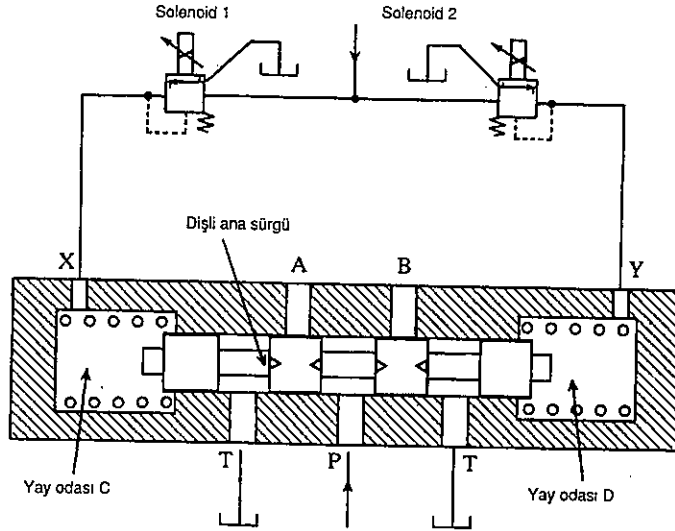 Solenoid 1
Solenoid 2
Dişli ana sürgü
X
A
B
Y
T
P
T
Yay odası C
Yay odası D